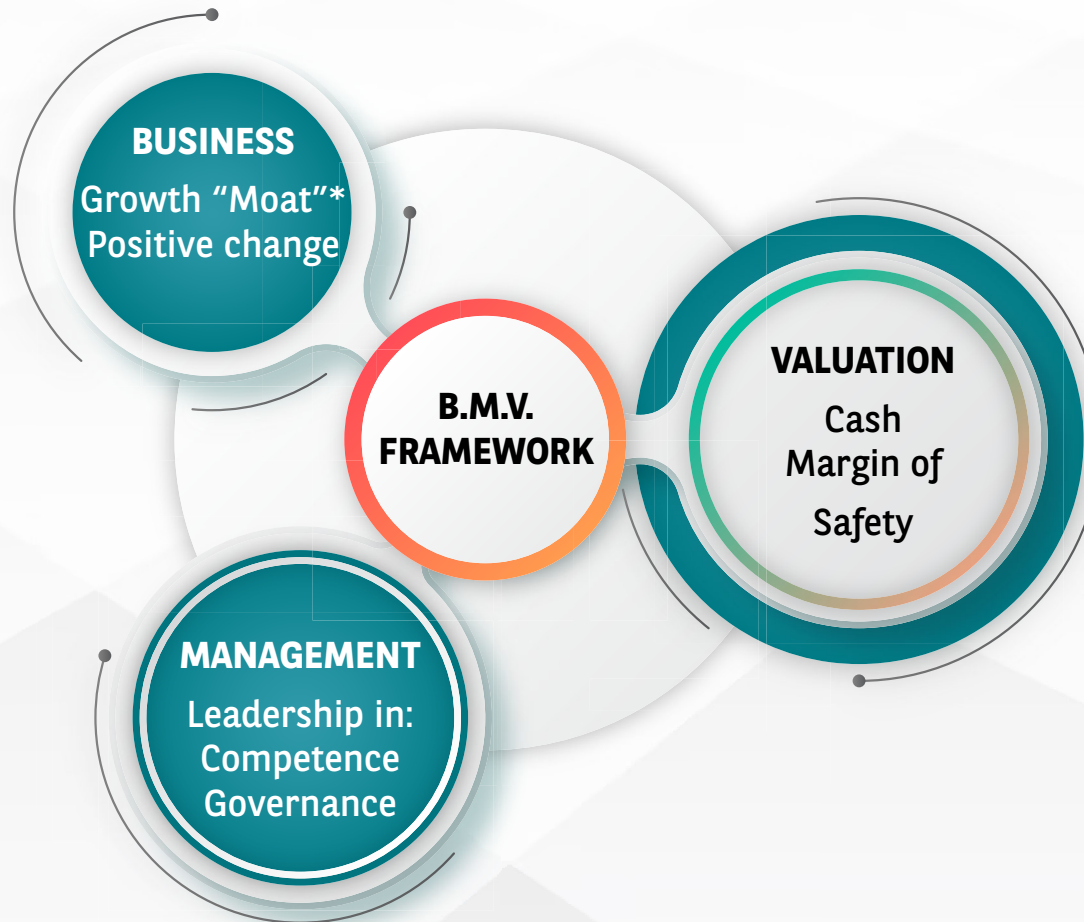 BUSINESS
Growth “Moat”*
Positive change
B.M.V.
FRAMEWORK
VALUATION
Cash
Margin of
Safety
MANAGEMENT
Leadership in:
Competence
Governance